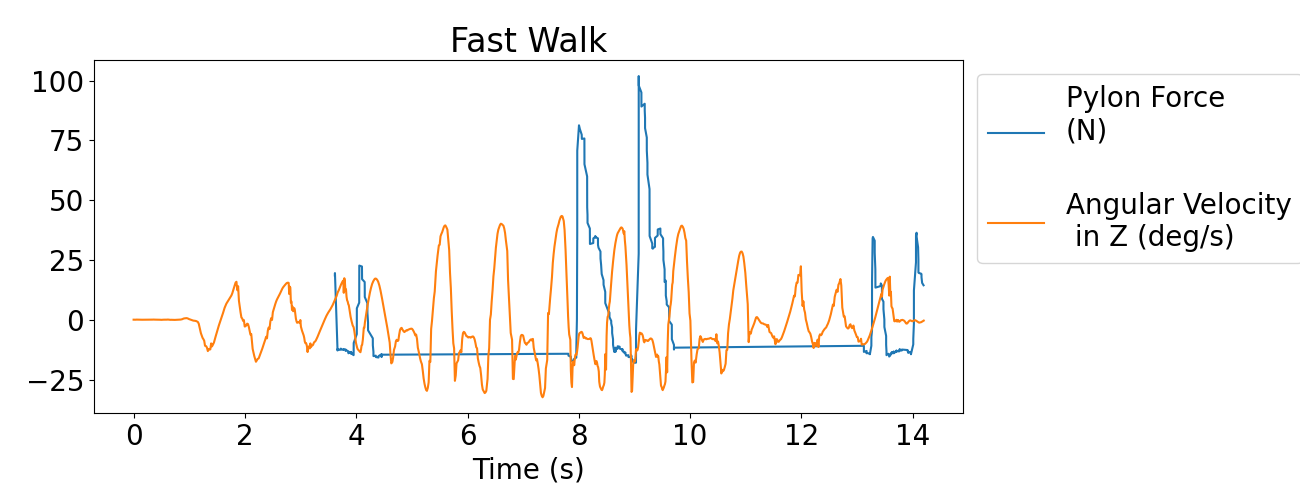 Fast Walk
100
75
50
25
0
−25
0 2 4 6 8 10 12 14
Time (s)
Pylon Force
(N)
Angular Velocity
in Z (deg/s)